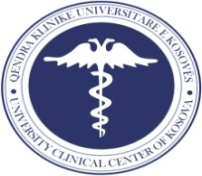 QENDRA KLINIKE UNIVERSITARE E KOSOVËS
UNIVERSITY CLINICAL CENTER OF KOSOVA